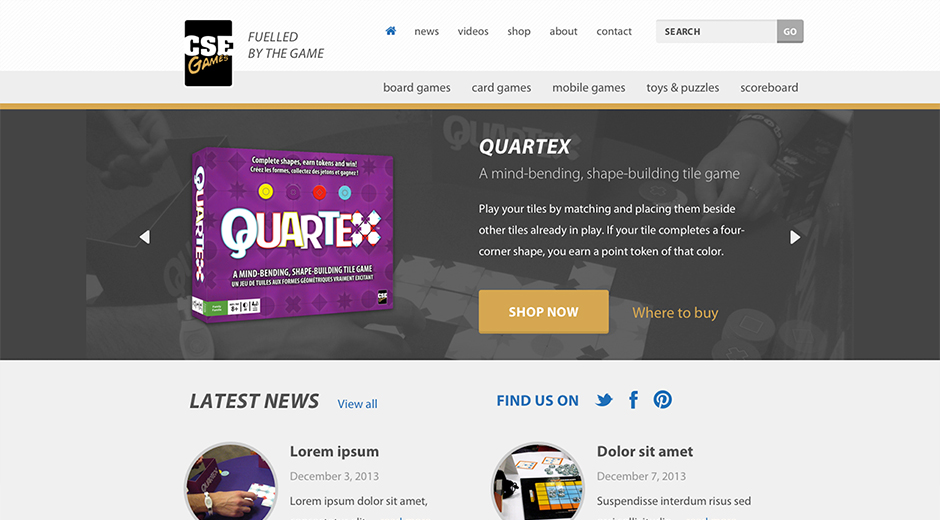 CSE
GAMES
FUELLED
BY THE GAME
news videos shop about contact
SEARCH GO
board games card games mobile games toys & puzzles scoreboard
Complete shapes, earn tokens and win!
Créez les formes, collectez des jetons et gagnez !
QUARTEX
QUARTEX
A MIND-BENDING, SHAPE-BUILDING TILE GAME
UN JEU DE TUILES AUX FORMES GÉOMÉTRIQUES VRAIMENT EXCITANT
8+
CSE
QUARTEX
A mind-bending, shape-building tile game
Play your tiles by matching and placing them beside
other tiles already in play. If your tile completes a four-
corner shape, you earn a point token of that color.
SHOP NOW Where to buy
LATEST NEWS View all
FIND US ON
Lorem ipsum
December 3, 2013
Lorem ipsum dolor sit amet,
Dolor sit amet
December 7, 2013
Suspendisse interdum risus sed